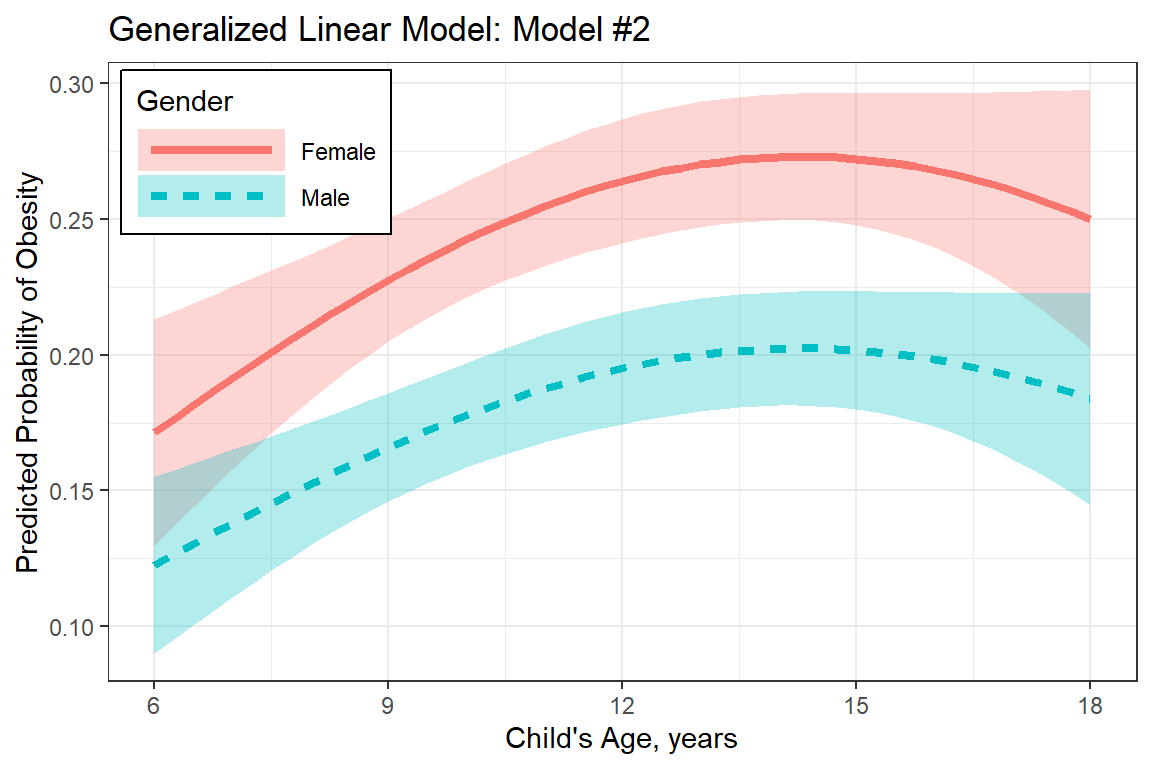 Generalized Linear Model: Model #2
Gender
Female
Male
Predicted Probability of Obesity
0.30
0.25
0.20
0.15
0.10
6 9 12 15 18
Child's Age, years